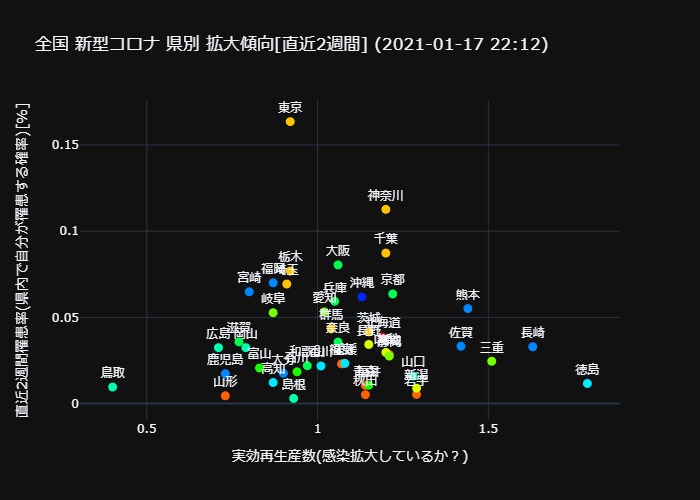 全国 新型コロナ 県別 拡大傾向[直近2週間] (2021-01-17 22:12)
直近2週間罹患率(県内で自分が罹患する確率)[%]
0.15
0.1
0.05
0
東京
神奈川
千葉
大阪
栃木
福岡
宮崎
兵庫
沖縄
京都
愛知
岐阜
熊本
群馬
茨城
広島
滋賀
岡山
奈良
長野
佐賀
長崎
三重
富山
鹿児島
高知
山口
鳥取
山形
島根
秋田
新潟
岩手
徳島
0.5
1
1.5
実効再生産数(感染拡大しているか？)